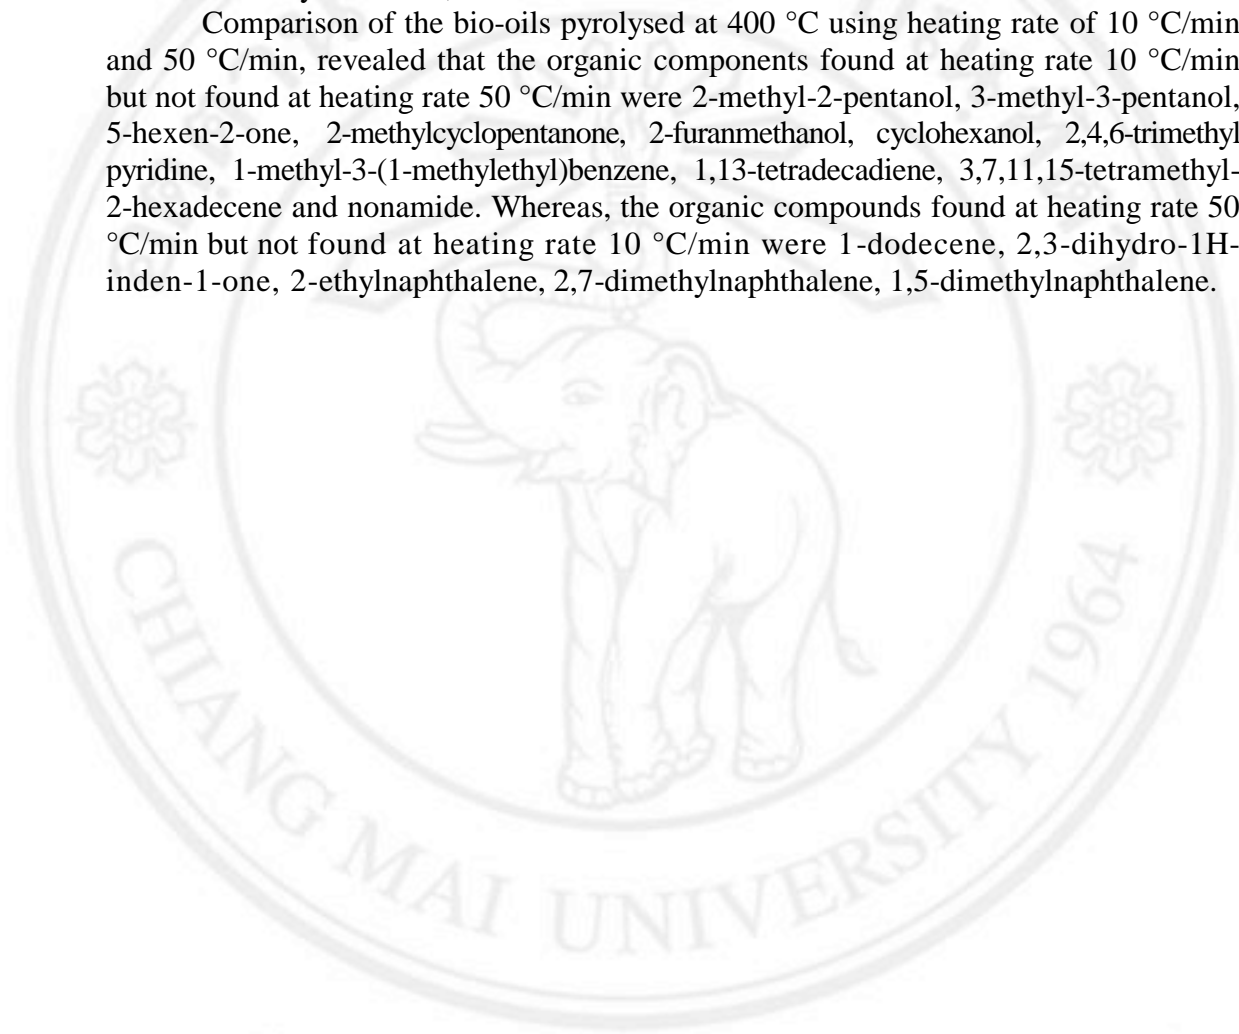 Comparison of the bio-oils pyrolysed at 400 °C using heating rate of 10 °C/min
and 50 °C/min, revealed that the organic components found at heating rate 10 °C/min
but not found at heating rate 50 °C/min were 2-methyl-2-pentanol, 3-methyl-3-pentanol,
5-hexen-2-one, 2-methylcyclopentanone, 2-furanmethanol, cyclohexanol, 2,4,6-trimethyl
pyridine, 1-methyl-3-(1-methylethyl)benzene, 1,13-tetradecadiene, 3,7,11,15-tetramethyl-
2-hexadecene and nonamide. Whereas, the organic compounds found at heating rate 50
°C/min but not found at heating rate 10 °C/min were 1-dodecene, 2,3-dihydro-1H-
inden-1-one, 2-ethylnaphthalene, 2,7-dimethylnaphthalene, 1,5-dimethylnaphthalene.
CHIANG MAI UNIVERSITY 1964